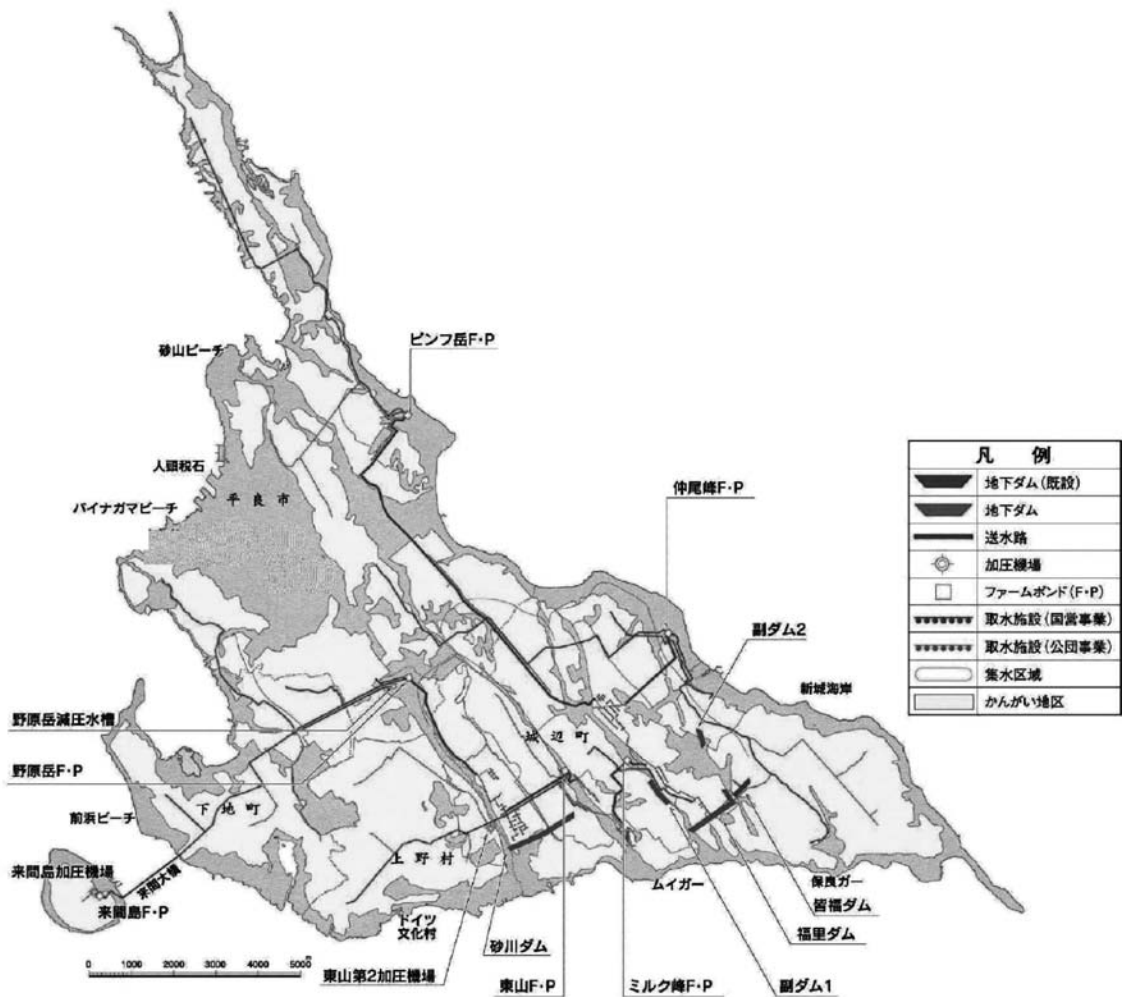 ピンフ岳F・P
砂山ビーチ
人頭税石
平良市
パイナガマビーチ
仲尾峰F・P
副ダム2
新城海岸
野原岳減圧水槽
城辺町
野原岳F・P
下地町
前浜ビーチ
上野村
来間島加圧機場
来間大橋
来間島F・P
ムイガー
保良ガー
皆福ダム
ドイツ
文化村
福里ダム
砂川ダム
東山第2加圧機場
東山F・P
ミルク峰F・P
副ダム1
0 1000 2000 3000 4000 5000
凡 例
地下ダム(既設)
地下ダム
送水路
加圧機場
ファームポンド(F・P)
取水施設(国営事業)
取水施設(公団事業)
集水区域
かんがい地区